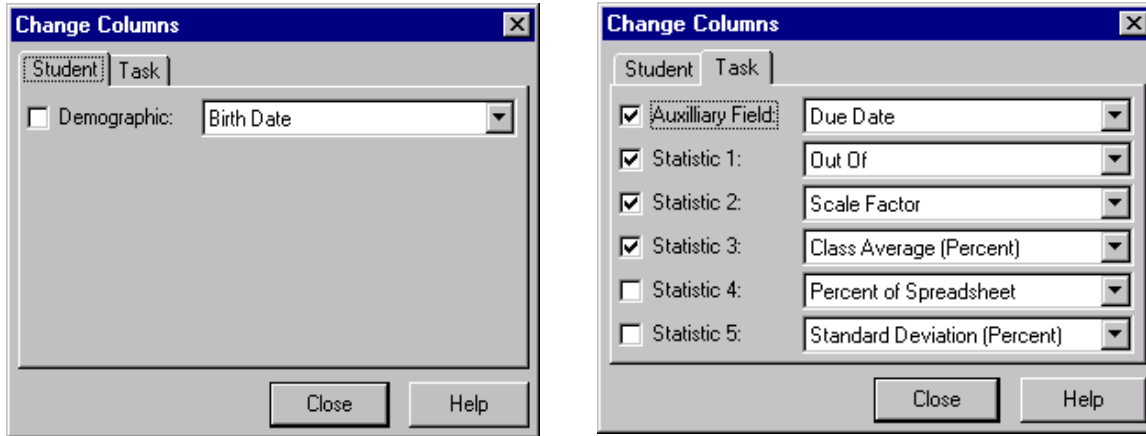 Change Columns
Student Task
Demographic: Birth Date
Close Help
Change Columns
Student Task
Auxilliary Field: Due Date
Statistic 1: Out Of
Statistic 2: Scale Factor
Statistic 3: Class Average (Percent)
Statistic 4: Percent of Spreadsheet
Statistic 5: Standard Deviation (Percent)
Close Help